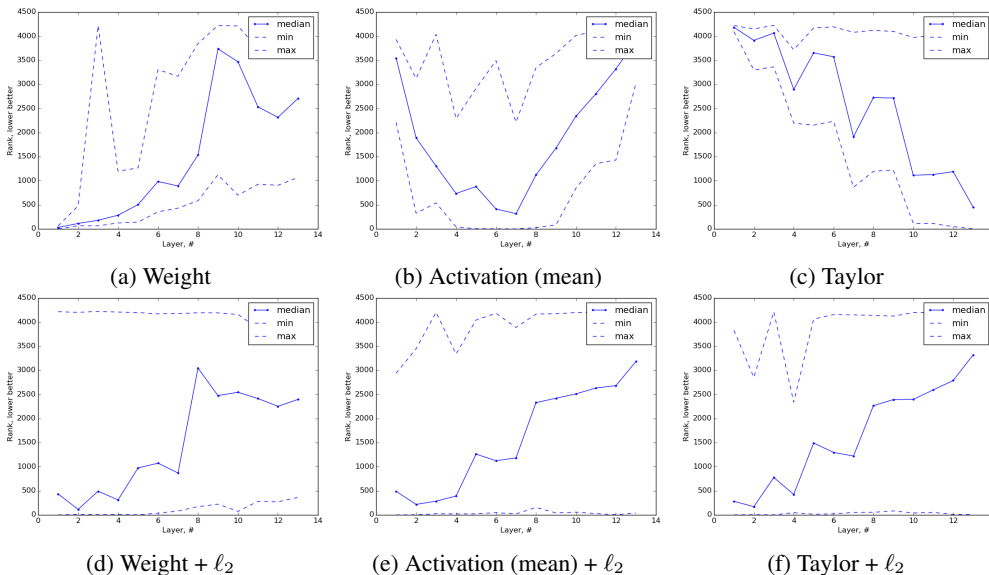 4500
4000
3500
3000
2500
2000
1500
1000
500
0
Rank, lower better
0 2 4 6 8 10 12 14
Layer, #
median
min
max
(a) Weight
4500
4000
3500
3000
2500
2000
1500
1000
500
0
Rank, lower better
0 2 4 6 8 10 12
Layer, #
median
min
max
(b) Activation (mean)
4500
4000
3500
3000
2500
2000
1500
1000
500
0
Rank, lower better
0 2 4 6 8 10 12
Layer, #
median
min
max
(c) Taylor
4500
4000
3500
3000
2500
2000
1500
1000
500
0
Rank, lower better
0 2 4 6 8 10 12 14
Layer, #
median
min
max
(d) Weight + ℓ₂
4500
4000
3500
3000
2500
2000
1500
1000
500
0
Rank, lower better
0 2 4 6 8 10 12
Layer, #
median
min
max
(e) Activation (mean) + ℓ₂
4500
4000
3500
3000
2500
2000
1500
1000
500
0
Rank, lower better
0 2 4 6 8 10 12
Layer, #
median
min
max
(f) Taylor + ℓ₂